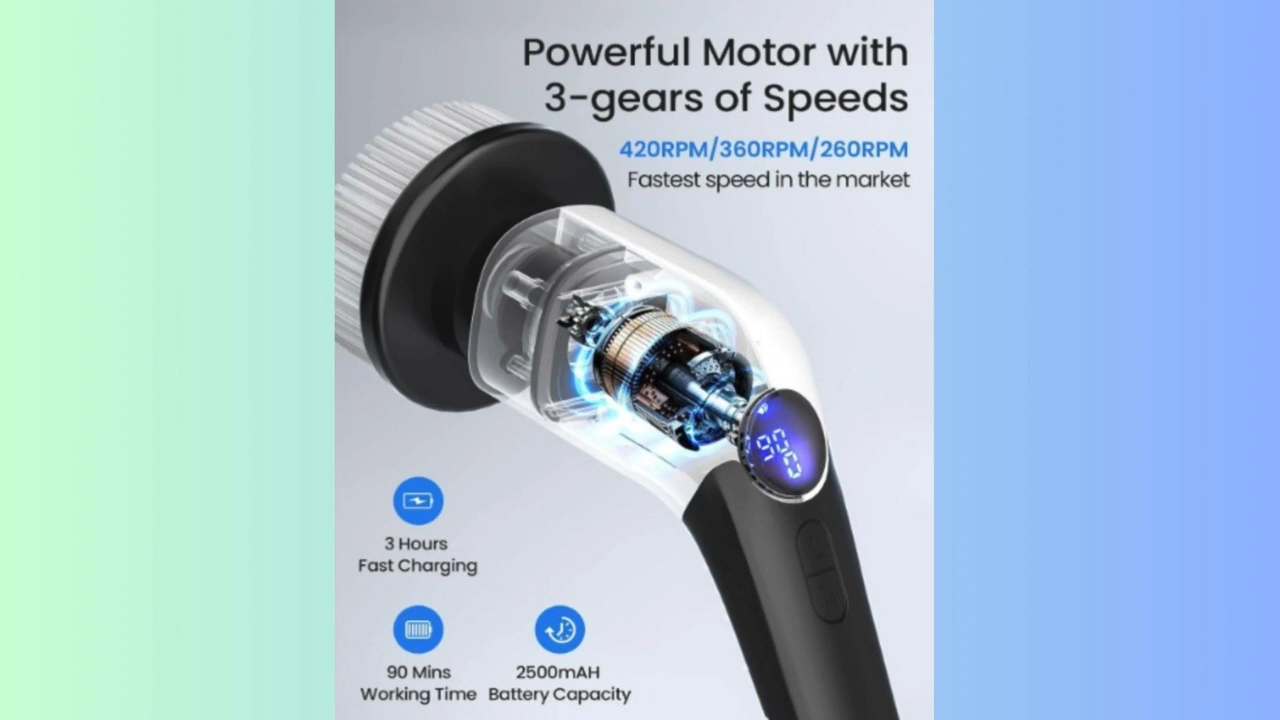 Powerful Motor with
3-gears of Speeds
420RPM/360RPM/260RPM
Fastest speed in the market
90%
3 Hours
Fast Charging
90 Mins
Working Time
2500mAH
Battery Capacity